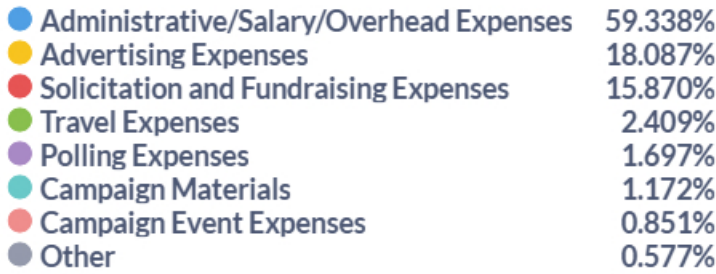 Administrative/Salary/Overhead Expenses 59.338%
Advertising Expenses 18.087%
Solicitation and Fundraising Expenses 15.870%
Travel Expenses 2.409%
Polling Expenses 1.697%
Campaign Materials 1.172%
Campaign Event Expenses 0.851%
Other 0.577%